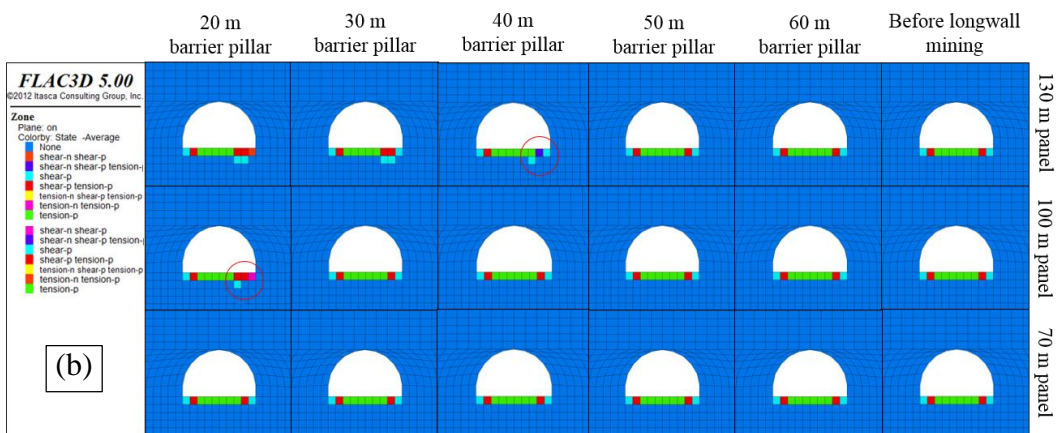 20 m
barrier pillar
30 m
barrier pillar
40 m
barrier pillar
50 m
barrier pillar
60 m
barrier pillar
Before longwall
mining
FLAC3D 5.00
©2012 Itasca Consulting Group, Inc.
Zone
Plane: on
Colorby: State -Average
None
shear-n shear-p
shear-n shear-p tension-p
shear-p
shear-p tension-p
tension-n shear-p tension-p
tension-n tension-p
tension-p
shear-n shear-p
shear-n shear-p tension-p
shear-p
shear-p tension-p
tension-n shear-p tension-p
tension-n tension-p
tension-p
(b)
130 m panel
100 m panel
70 m panel